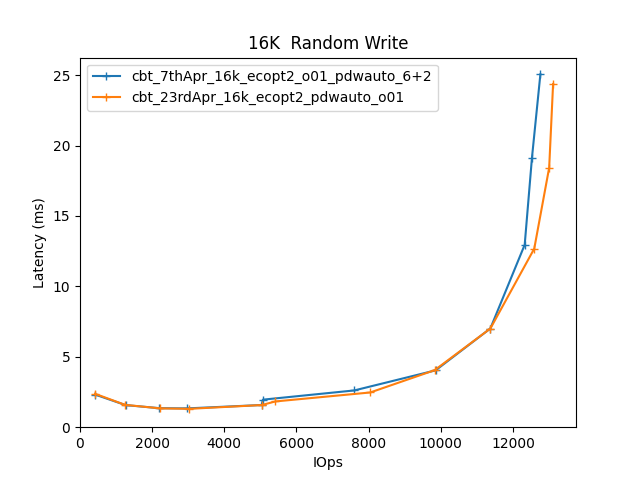 16K  Random Write
cbt_7thApr_16k_ecopt2_o01_pdwauto_6+2
cbt_23rdApr_16k_ecopt2_pdwauto_o01
25
20
15
10
5
0
Latency (ms)
0 2000 4000 6000 8000 10000 12000
IOps